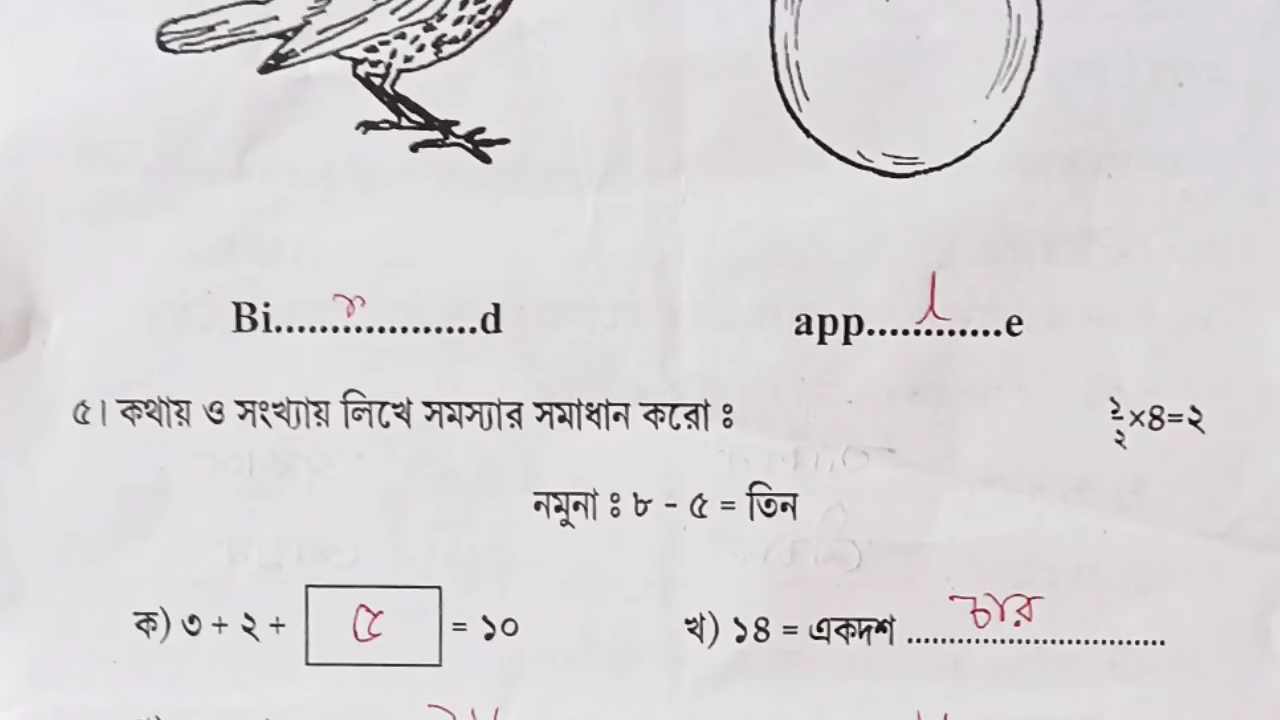 Bi........r........d app.....l.......e
৫। কথায় ও সংখ্যায় লিখে সমস্যার সমাধান করো ঃ ১/২×৪=২
নমুনা ঃ ৮ - ৫ = তিন
ক) ৩ + ২ + ৫ = ১০ খ) ১৪ = একদশ চার